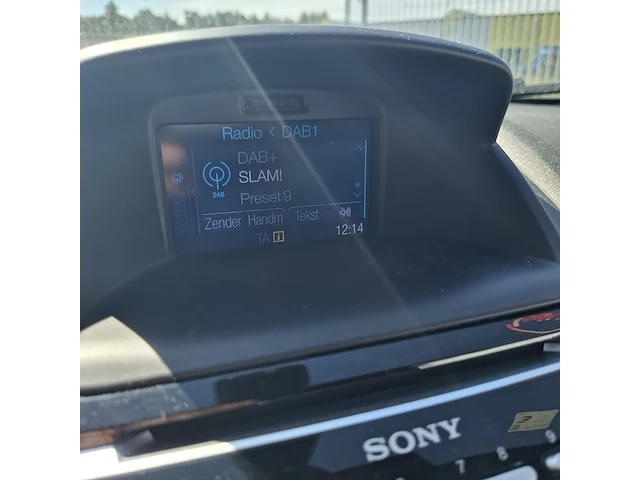 Radio < DAB1
DAB+
SLAM!
DAB
Preset 9
Zender Handm Tekst
TA i 12:14
SONY
7 8 9